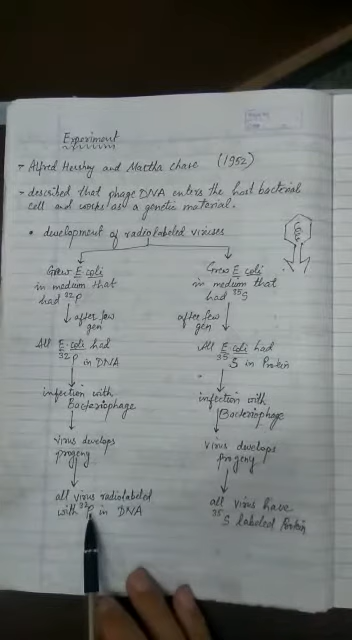 Experiment
- Alfred Hershey and Martha Chase (1952)
- described that phage DNA enters the host bacterial
cell and works as a genetic material.
• development of radiolabeled viruses
Grew E coli
in medium that
had ³²P
↓ after few
gen
All E. coli had
³²P in DNA
infection with
Bacteriophage
virus develops
progeny
all virus radiolabeled
with ³²P in DNA
Grew E coli
in medium that
had ³⁵S
after few
gen ↓
All E coli had
³⁵S in Protein
infection with
Bacteriophage
virus develops
progeny
all virus have
³⁵S labeled Protein